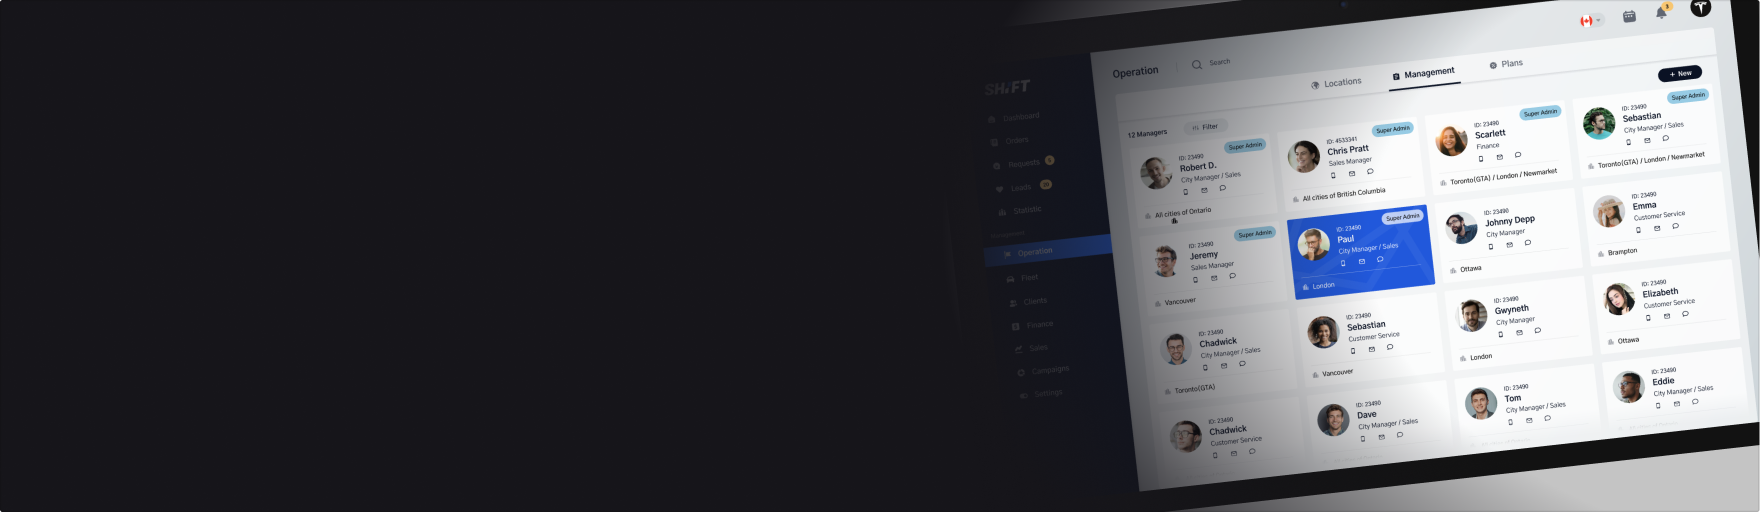 SHIFT
Dashboard
Orders
Requests 5
Leads 23
Statistic
Operation
Fleet
Clients
Finance
Sales
Campaigns
Settings
Operation
Search
3
Locations
Management
Plans
+ New
12 Managers
Filter
Super Admin
ID: 23490
Robert D.
City Manager / Sales
All cities of Ontario
Super Admin
ID: 4533341
Chris Pratt
Sales Manager
All cities of British Columbia
Super Admin
ID: 23490
Scarlett
Finance
Toronto(GTA) / London / Newmarket
Super Admin
ID: 23490
Sebastian
City Manager / Sales
Toronto(GTA) / London / Newmarket
Super Admin
ID: 23490
Jeremy
Sales Manager
Vancouver
Super Admin
ID: 23490
Paul
City Manager / Sales
London
ID: 23490
Johnny Depp
City Manager
Ottawa
ID: 23490
Emma
Customer Service
Brampton
ID: 23490
Chadwick
City Manager / Sales
Toronto(GTA)
ID: 23490
Sebastian
Customer Service
Vancouver
ID: 23490
Gwyneth
City Manager
London
ID: 23490
Elizabeth
Customer Service
Ottawa
ID: 23490
Chadwick
Customer Service
ID: 23490
Dave
City Manager / Sales
ID: 23490
Tom
City Manager / Sales
ID: 23490
Eddie
City Manager / Sales